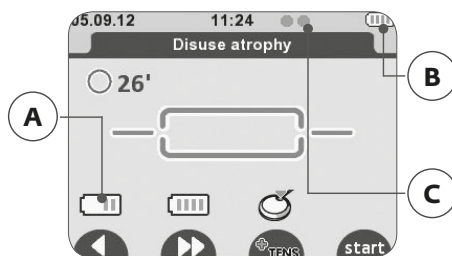 05.09.12 11:24
B
Disuse atrophy
26'
A
C
TENS
start